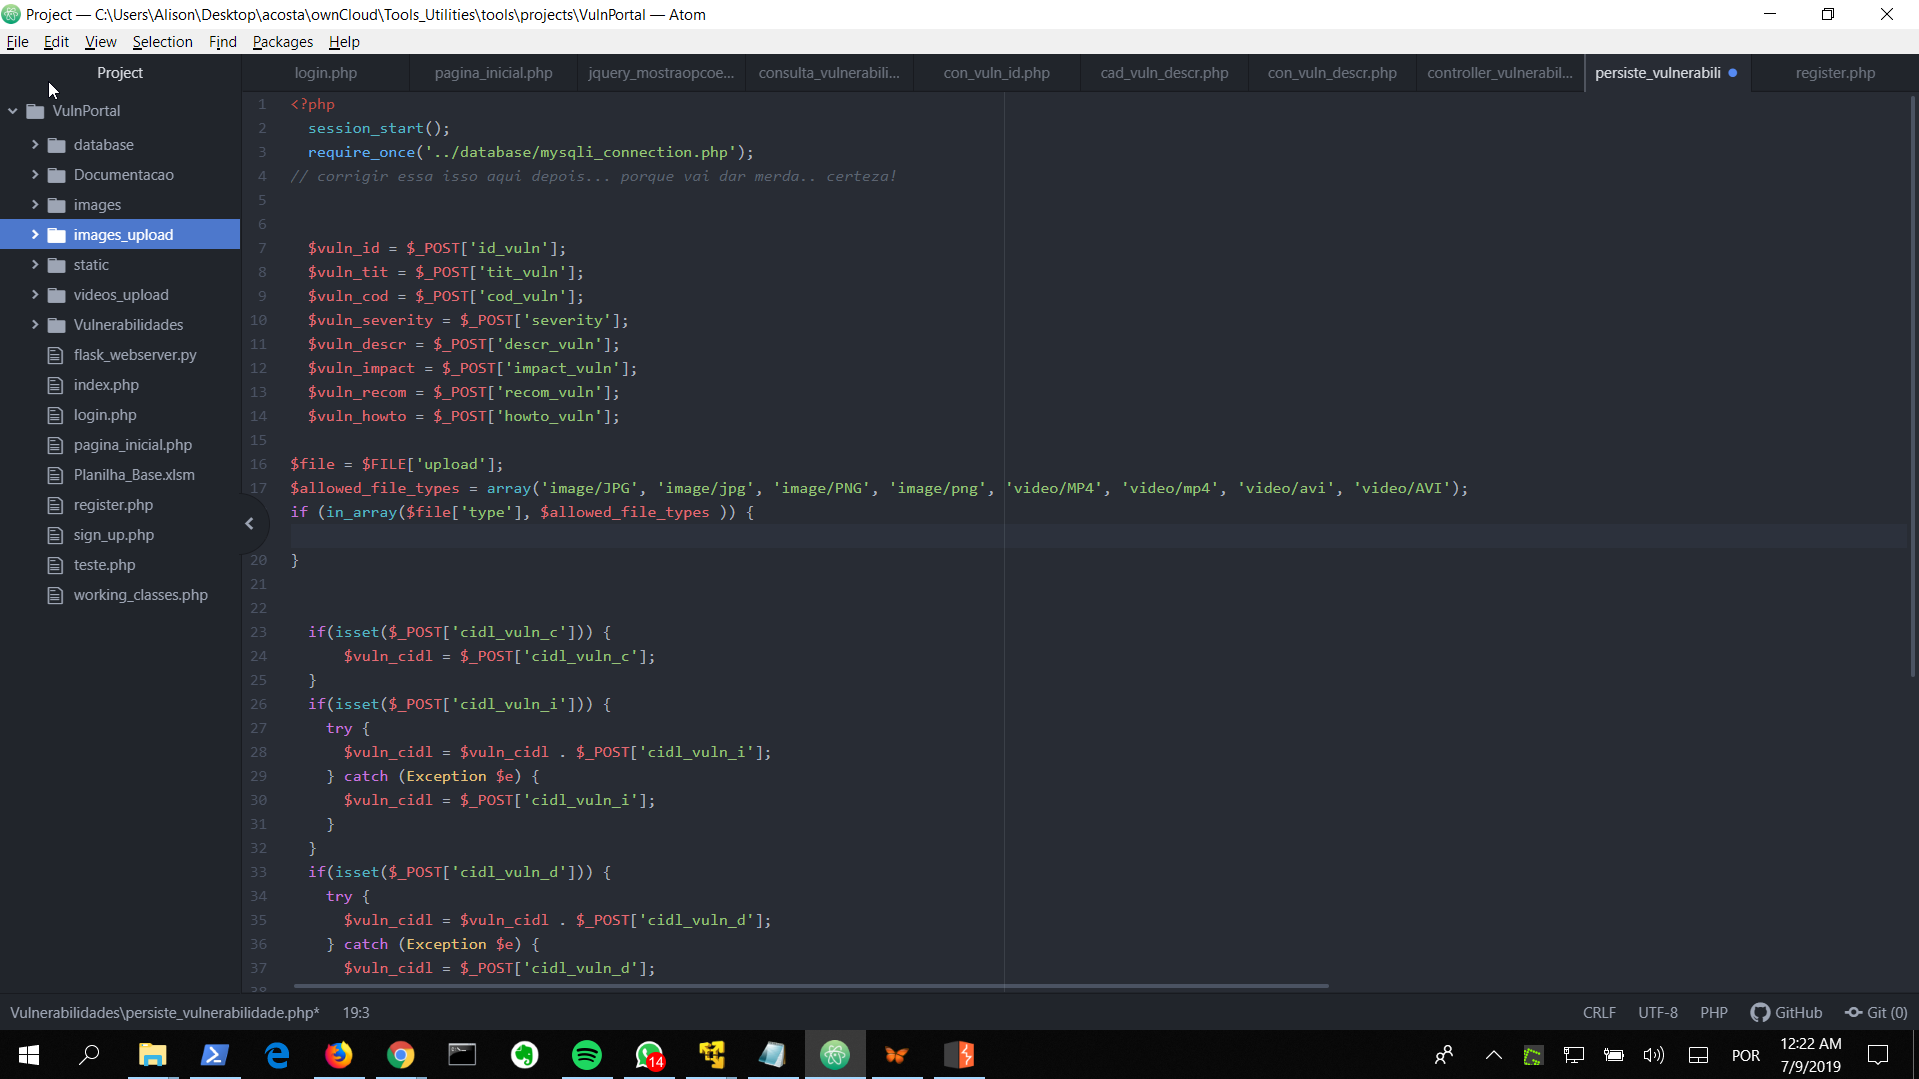 Project — C:\Users\Alison\Desktop\acosta\ownCloud\Tools_Utilities\tools\projects\VulnPortal — Atom
File Edit View Selection Find Packages Help
Project
login.php pagina_inicial.php jquery_mostraopcoe... consulta_vulnerabili... con_vuln_id.php cad_vuln_descr.php con_vuln_descr.php controller_vulnerabil... persiste_vulnerabili register.php
VulnPortal
database
Documentacao
images
images_upload
static
videos_upload
Vulnerabilidades
flask_webserver.py
index.php
login.php
pagina_inicial.php
Planilha_Base.xlsm
register.php
sign_up.php
teste.php
working_classes.php
1 <?php
2 session_start();
3 require_once('../database/mysqli_connection.php');
4 // corrigir essa isso aqui depois... porque vai dar merda.. certeza!
5
6
7 $vuln_id = $_POST['id_vuln'];
8 $vuln_tit = $_POST['tit_vuln'];
9 $vuln_cod = $_POST['cod_vuln'];
10 $vuln_severity = $_POST['severity'];
11 $vuln_descr = $_POST['descr_vuln'];
12 $vuln_impact = $_POST['impact_vuln'];
13 $vuln_recom = $_POST['recom_vuln'];
14 $vuln_howto = $_POST['howto_vuln'];
15
16 $file = $FILE['upload'];
17 $allowed_file_types = array('image/JPG', 'image/jpg', 'image/PNG', 'image/png', 'video/MP4', 'video/mp4', 'video/avi', 'video/AVI');
if (in_array($file['type'], $allowed_file_types )) {
20 }
21
22
23 if(isset($_POST['cidl_vuln_c'])) {
24 $vuln_cidl = $_POST['cidl_vuln_c'];
25 }
26 if(isset($_POST['cidl_vuln_i'])) {
27 try {
28 $vuln_cidl = $vuln_cidl . $_POST['cidl_vuln_i'];
29 } catch (Exception $e) {
30 $vuln_cidl = $_POST['cidl_vuln_i'];
31 }
32 }
33 if(isset($_POST['cidl_vuln_d'])) {
34 try {
35 $vuln_cidl = $vuln_cidl . $_POST['cidl_vuln_d'];
36 } catch (Exception $e) {
37 $vuln_cidl = $_POST['cidl_vuln_d'];
38
Vulnerabilidades\persiste_vulnerabilidade.php* 19:3 CRLF UTF-8 PHP GitHub Git (0)
14 POR 12:22 AM
7/9/2019